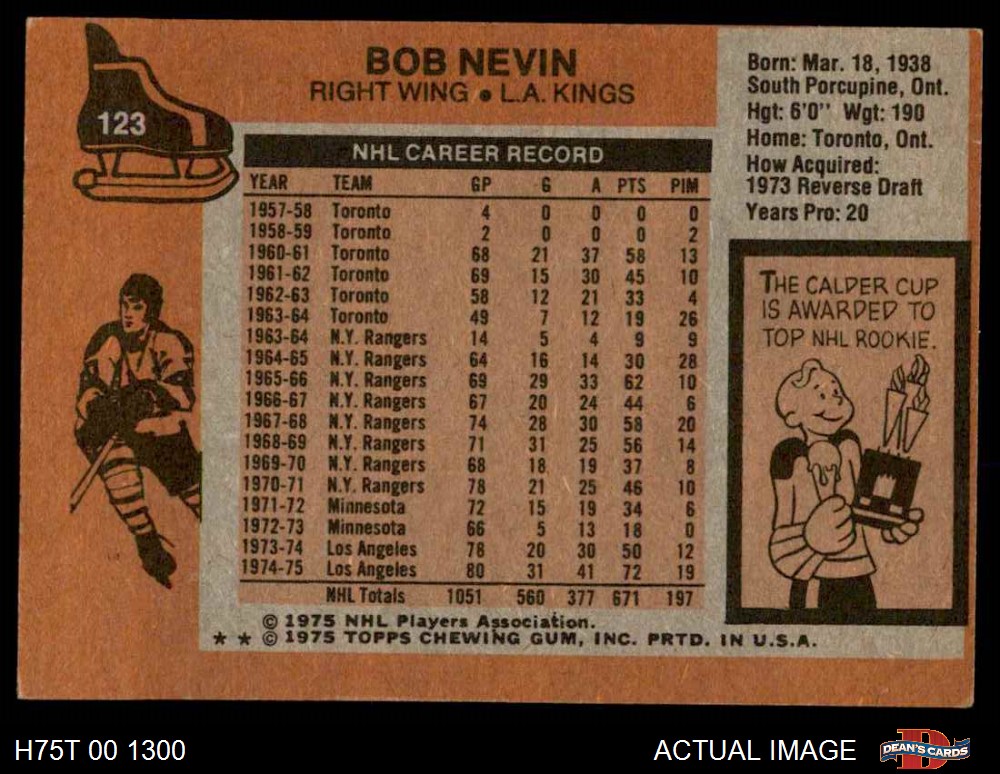 BOB NEVIN
RIGHT WING • L.A. KINGS
123
NHL CAREER RECORD
YEAR TEAM GP G A PTS PIM
1957-58 Toronto 4 0 0 0 0
1958-59 Toronto 2 0 0 0 2
1960-61 Toronto 68 21 37 58 13
1961-62 Toronto 69 15 30 45 10
1962-63 Toronto 58 12 21 33 4
1963-64 Toronto 49 7 12 19 26
1963-64 N.Y. Rangers 14 5 4 9 9
1964-65 N.Y. Rangers 64 16 14 30 28
1965-66 N.Y. Rangers 69 29 33 62 10
1966-67 N.Y. Rangers 67 20 24 44 6
1967-68 N.Y. Rangers 74 28 30 58 20
1968-69 N.Y. Rangers 71 31 25 56 14
1969-70 N.Y. Rangers 68 18 19 37 8
1970-71 N.Y. Rangers 78 21 25 46 10
1971-72 Minnesota 72 15 19 34 6
1972-73 Minnesota 66 5 13 18 0
1973-74 Los Angeles 78 20 30 50 12
1974-75 Los Angeles 80 31 41 72 19
NHL Totals 1051 560 377 671 197
© 1975 NHL Players Association.
★ ★ © 1975 TOPPS CHEWING GUM, INC. PRTD. IN U.S.A.
Born: Mar. 18, 1938
South Porcupine, Ont.
Hgt: 6'0" Wgt: 190
Home: Toronto, Ont.
How Acquired:
1973 Reverse Draft
Years Pro: 20
THE CALDER CUP
IS AWARDED TO
TOP NHL ROOKIE.
H75T 00 1300
ACTUAL IMAGE
DEAN'S CARDS